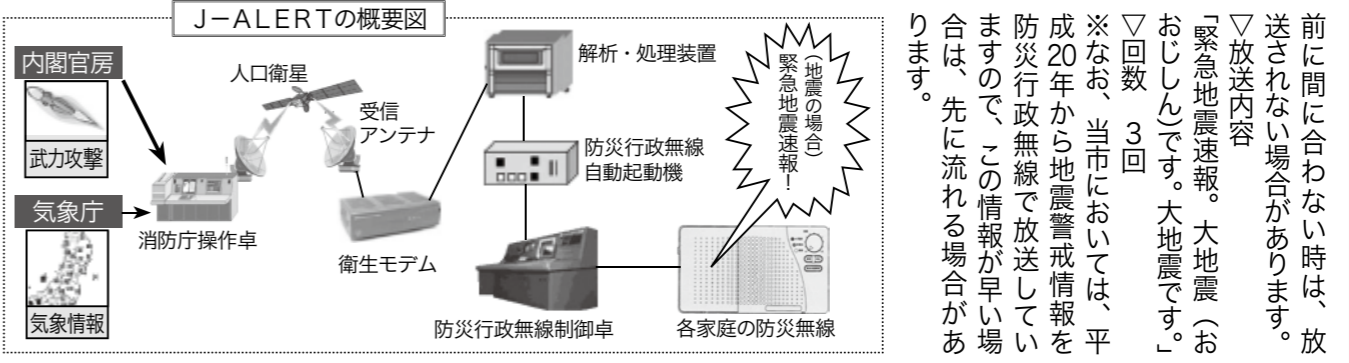 前に間に合わない時は、放
送されない場合があります。
▽放送内容
「緊急地震速報。大地震（お
おじしん）です。大地震です。」
▽回数　３回
※なお、当市においては、平
成20年から地震警戒情報を
防災行政無線で放送してい
ますので、この情報が早い場
合は、先に流れる場合があ
ります。
Ｊ－ＡＬＥＲＴの概要図
内閣官房
武力攻撃
気象庁
気象情報
消防庁操作卓
人口衛星
受信
アンテナ
衛生モデム
解析・処理装置
防災行政無線
自動起動機
防災行政無線制御卓
（地震の場合）
緊急地震速報！
各家庭の防災無線